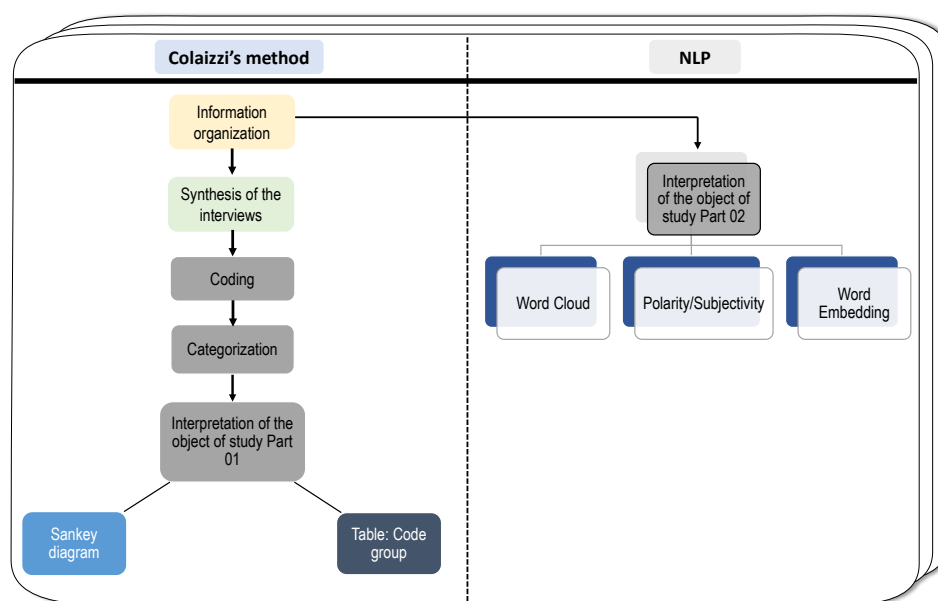 Colaizzi’s method
NLP
Information
organization
Synthesis of the
interviews
Coding
Categorization
Interpretation of the
object of study Part
01
Sankey
diagram
Table: Code
group
Interpretation
of the object of
study Part 02
Word Cloud
Polarity/Subjectivity
Word
Embedding